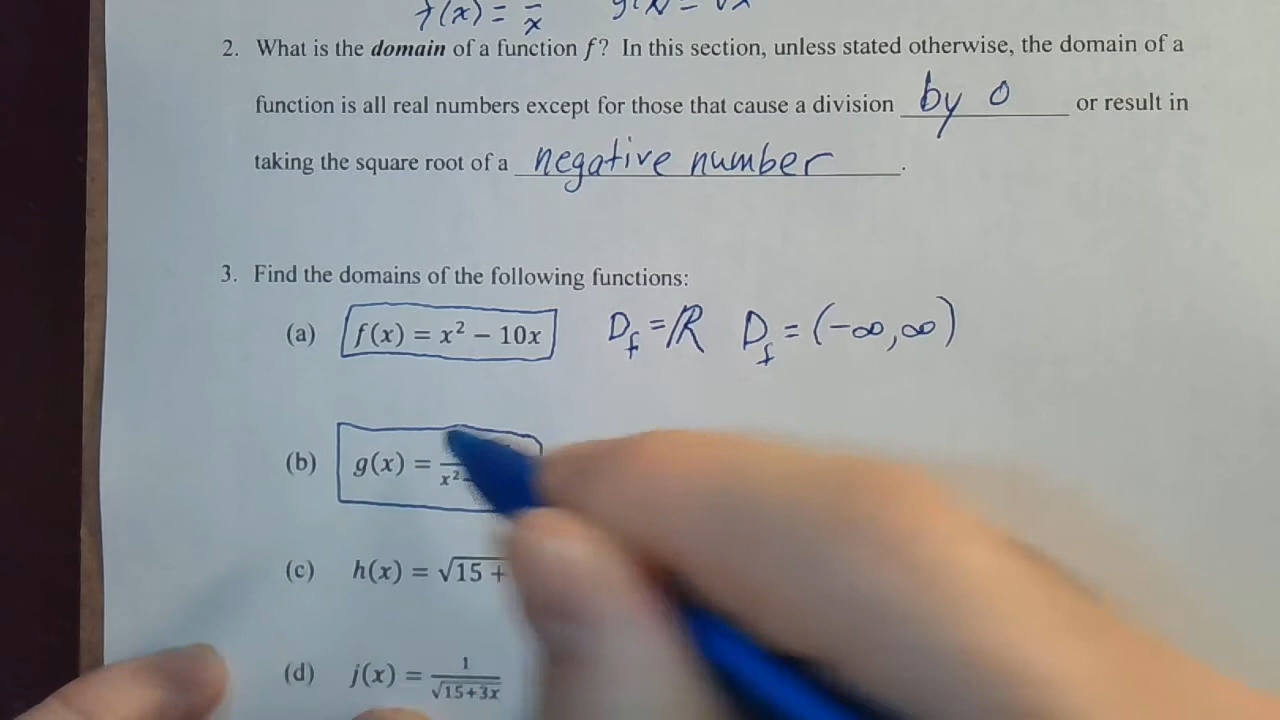 f(x) = — x g(x) = √x
2. What is the domain of a function f? In this section, unless stated otherwise, the domain of a
function is all real numbers except for those that cause a division by 0 or result in
taking the square root of a negative number.
3. Find the domains of the following functions:
(a) f(x) = x² – 10x D_f = ℝ D_f = (-∞,∞)
(b) g(x) = x²
(c) h(x) = √15 +
(d) j(x) = 1/√15+3x